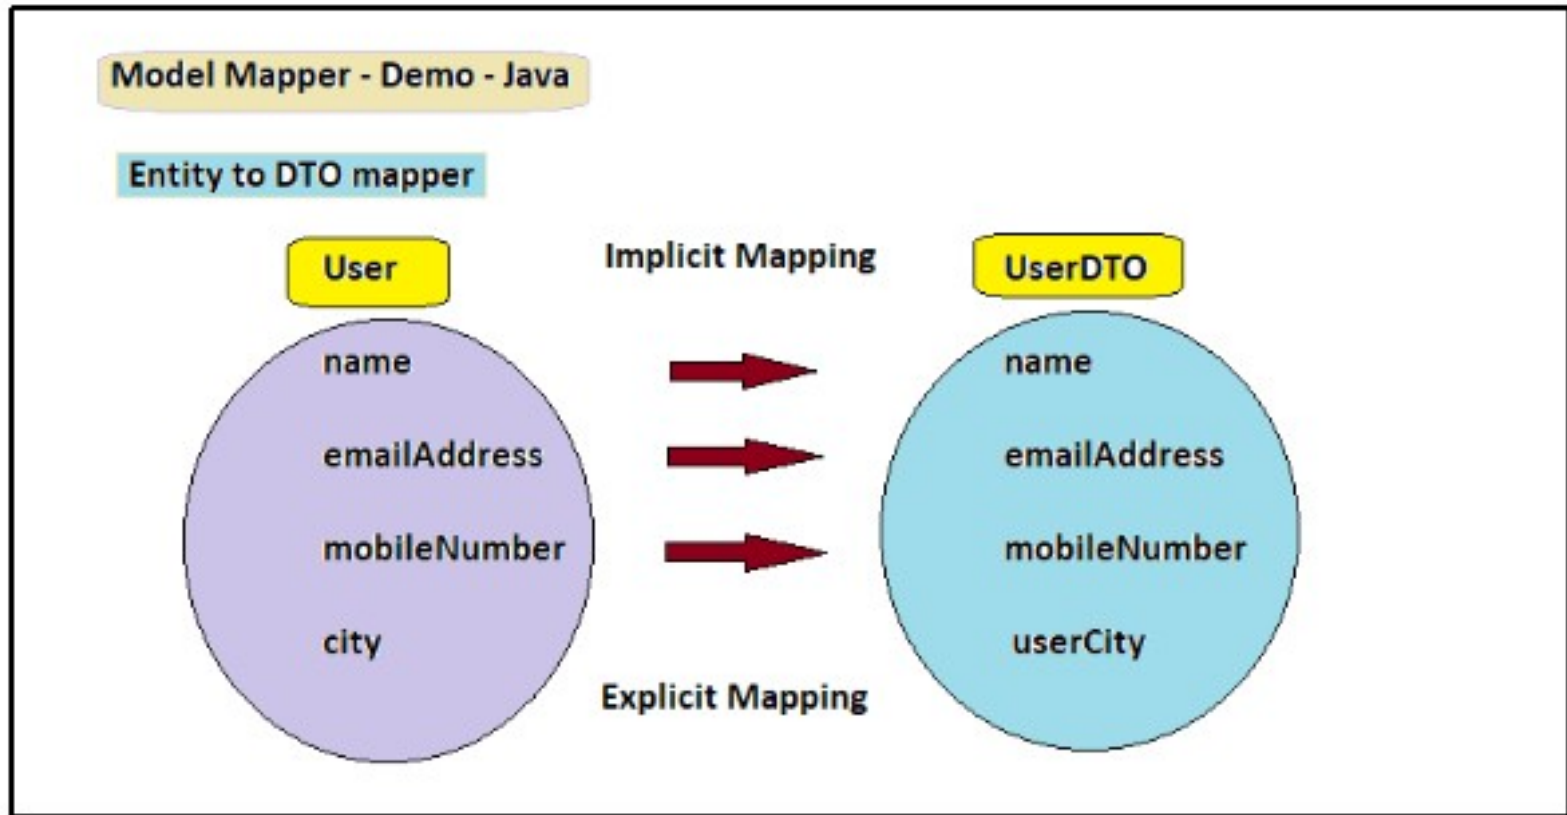 Model Mapper - Demo - Java
Entity to DTO mapper
User
Implicit Mapping
UserDTO
name
name
emailAddress
emailAddress
mobileNumber
mobileNumber
city
userCity
Explicit Mapping